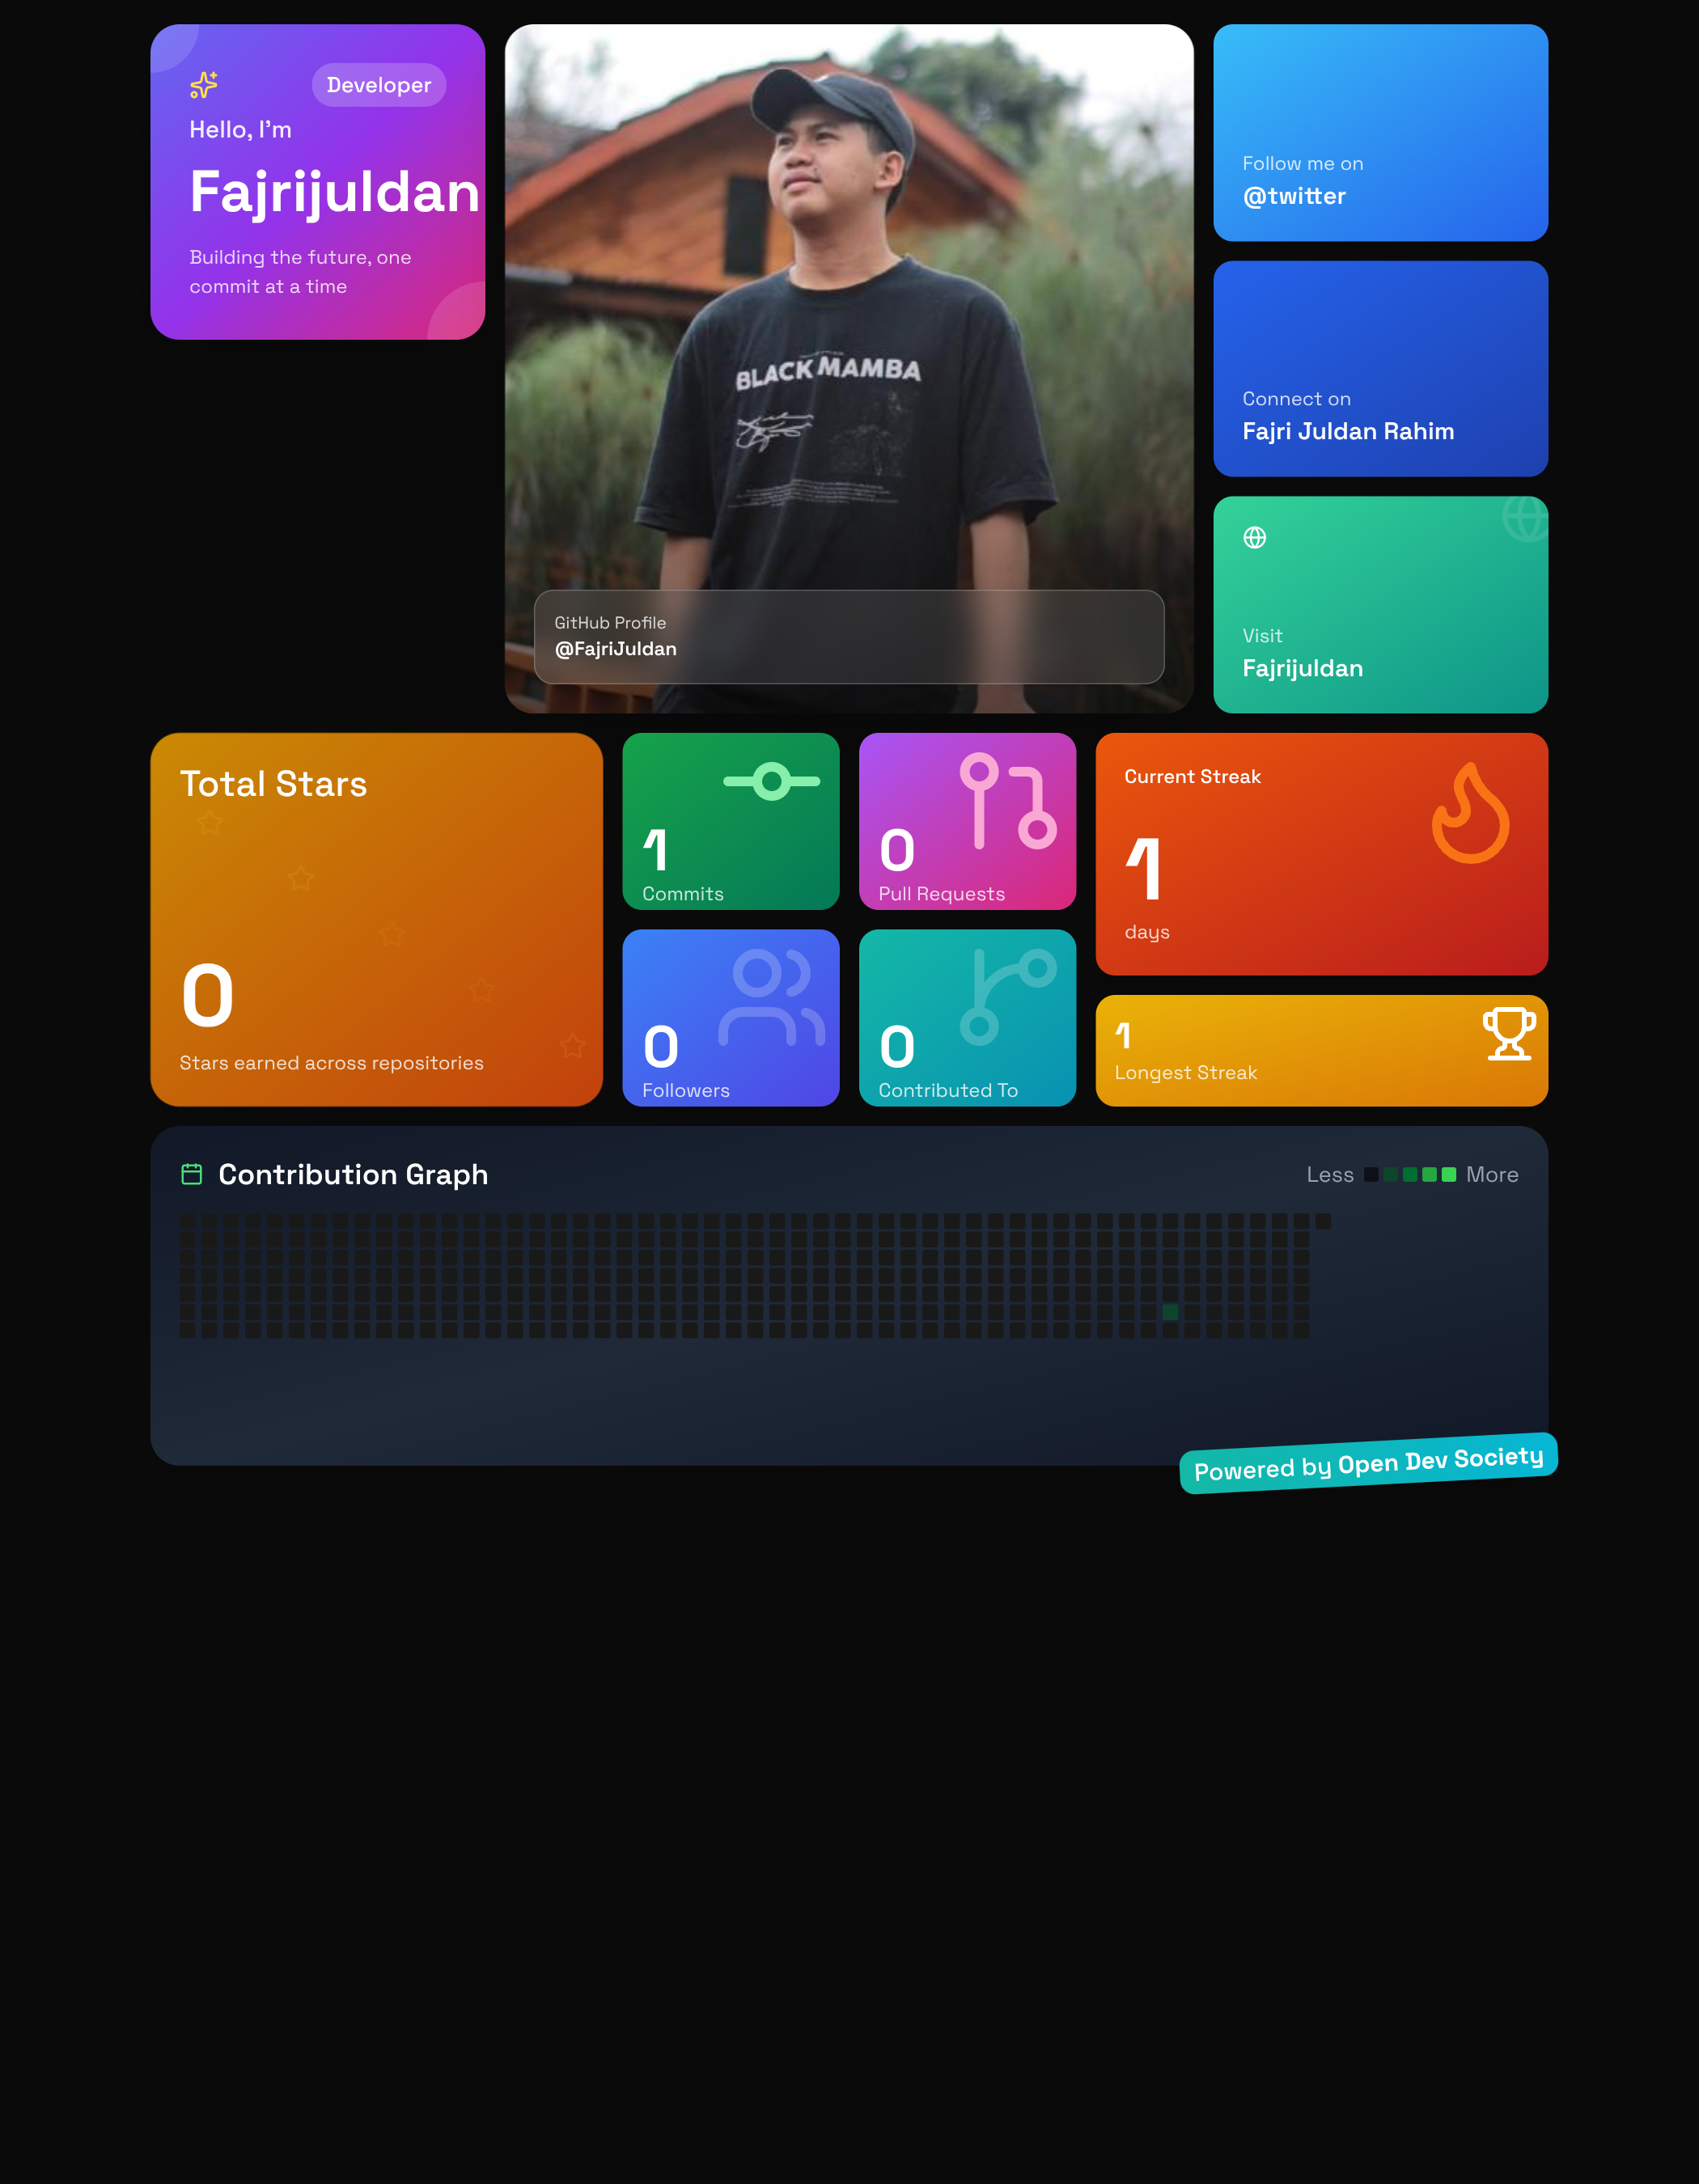 Developer
Hello, I'm
Fajrijuldan
Building the future, one
commit at a time
BLACK MAMBA
GitHub Profile
@FajriJuldan
Follow me on
@twitter
Connect on
Fajri Juldan Rahim
Visit
Fajrijuldan
Total Stars
0
Stars earned across repositories
1
Commits
0
Pull Requests
0
Followers
0
Contributed To
Current Streak
1
days
1
Longest Streak
Contribution Graph
Less
More
Powered by Open Dev Society